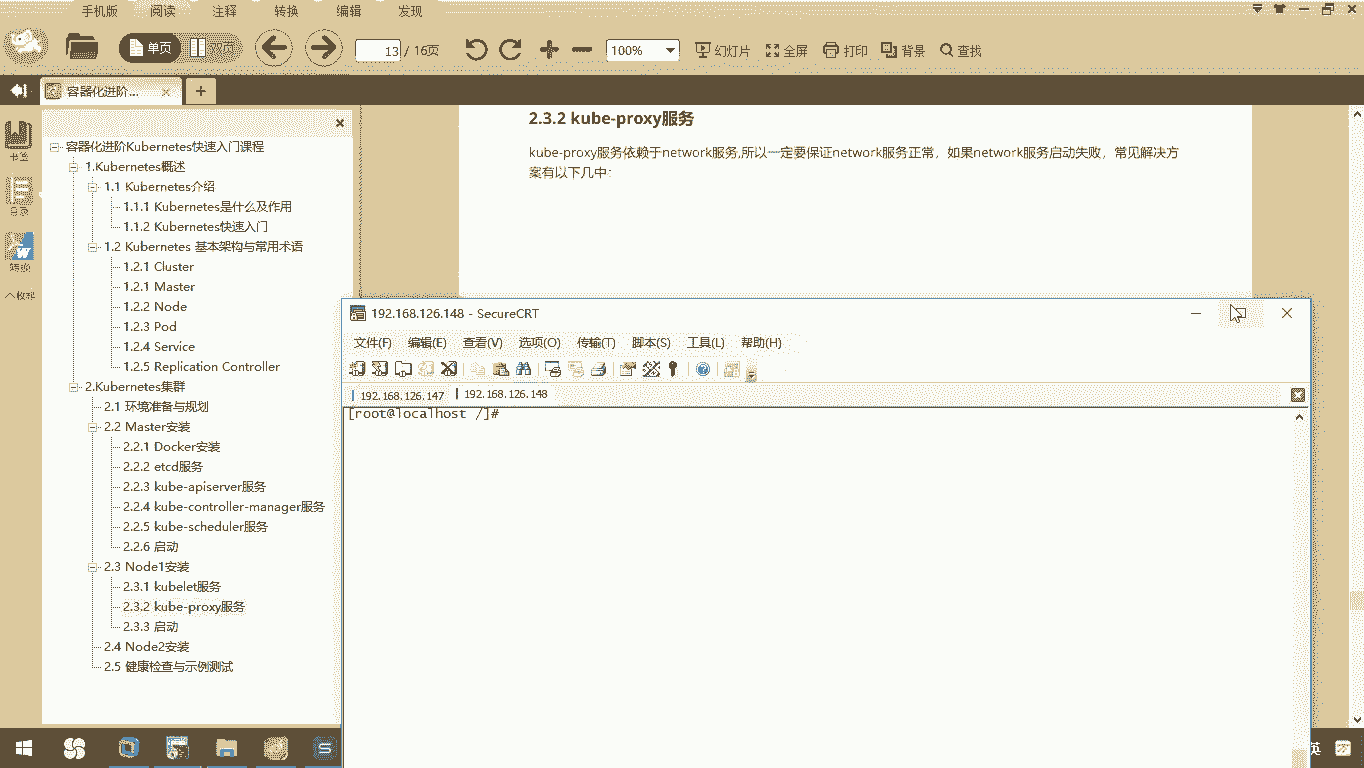 手机版 阅读 注释 转换 编辑 发现
单页 双页 13 / 16页 100% 幻灯片 全屏 打印 背景 查找
容器化进阶...
书签
目录
转换
收起
容器化进阶Kubernetes快速入门课程
1.Kubernetes概述
1.1 Kubernetes介绍
1.1.1 Kubernetes是什么及作用
1.1.2 Kubernetes快速入门
1.2 Kubernetes 基本架构与常用术语
1.2.1 Cluster
1.2.1 Master
1.2.2 Node
1.2.3 Pod
1.2.4 Service
1.2.5 Replication Controller
2.Kubernetes集群
2.1 环境准备与规划
2.2 Master安装
2.2.1 Docker安装
2.2.2 etcd服务
2.2.3 kube-apiserver服务
2.2.4 kube-controller-manager服务
2.2.5 kube-scheduler服务
2.2.6 启动
2.3 Node1安装
2.3.1 kubelet服务
2.3.2 kube-proxy服务
2.3.3 启动
2.4 Node2安装
2.5 健康检查与示例测试
2.3.2 kube-proxy服务
kube-proxy服务依赖于network服务,所以一定要保证network服务正常，如果network服务启动失败，常见解决方
案有以下几中：
192.168.126.148 - SecureCRT
文件(F) 编辑(E) 查看(V) 选项(O) 传输(T) 脚本(S) 工具(L) 帮助(H)
192.168.126.147 192.168.126.148
[root@localhost /]#
英